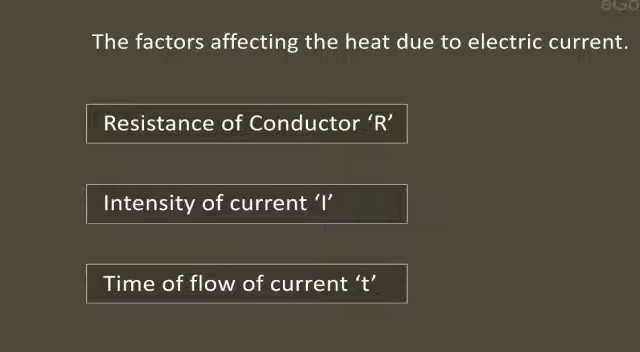 The factors affecting the heat due to electric current.
Resistance of Conductor ‘R’
Intensity of current ‘I’
Time of flow of current ‘t’